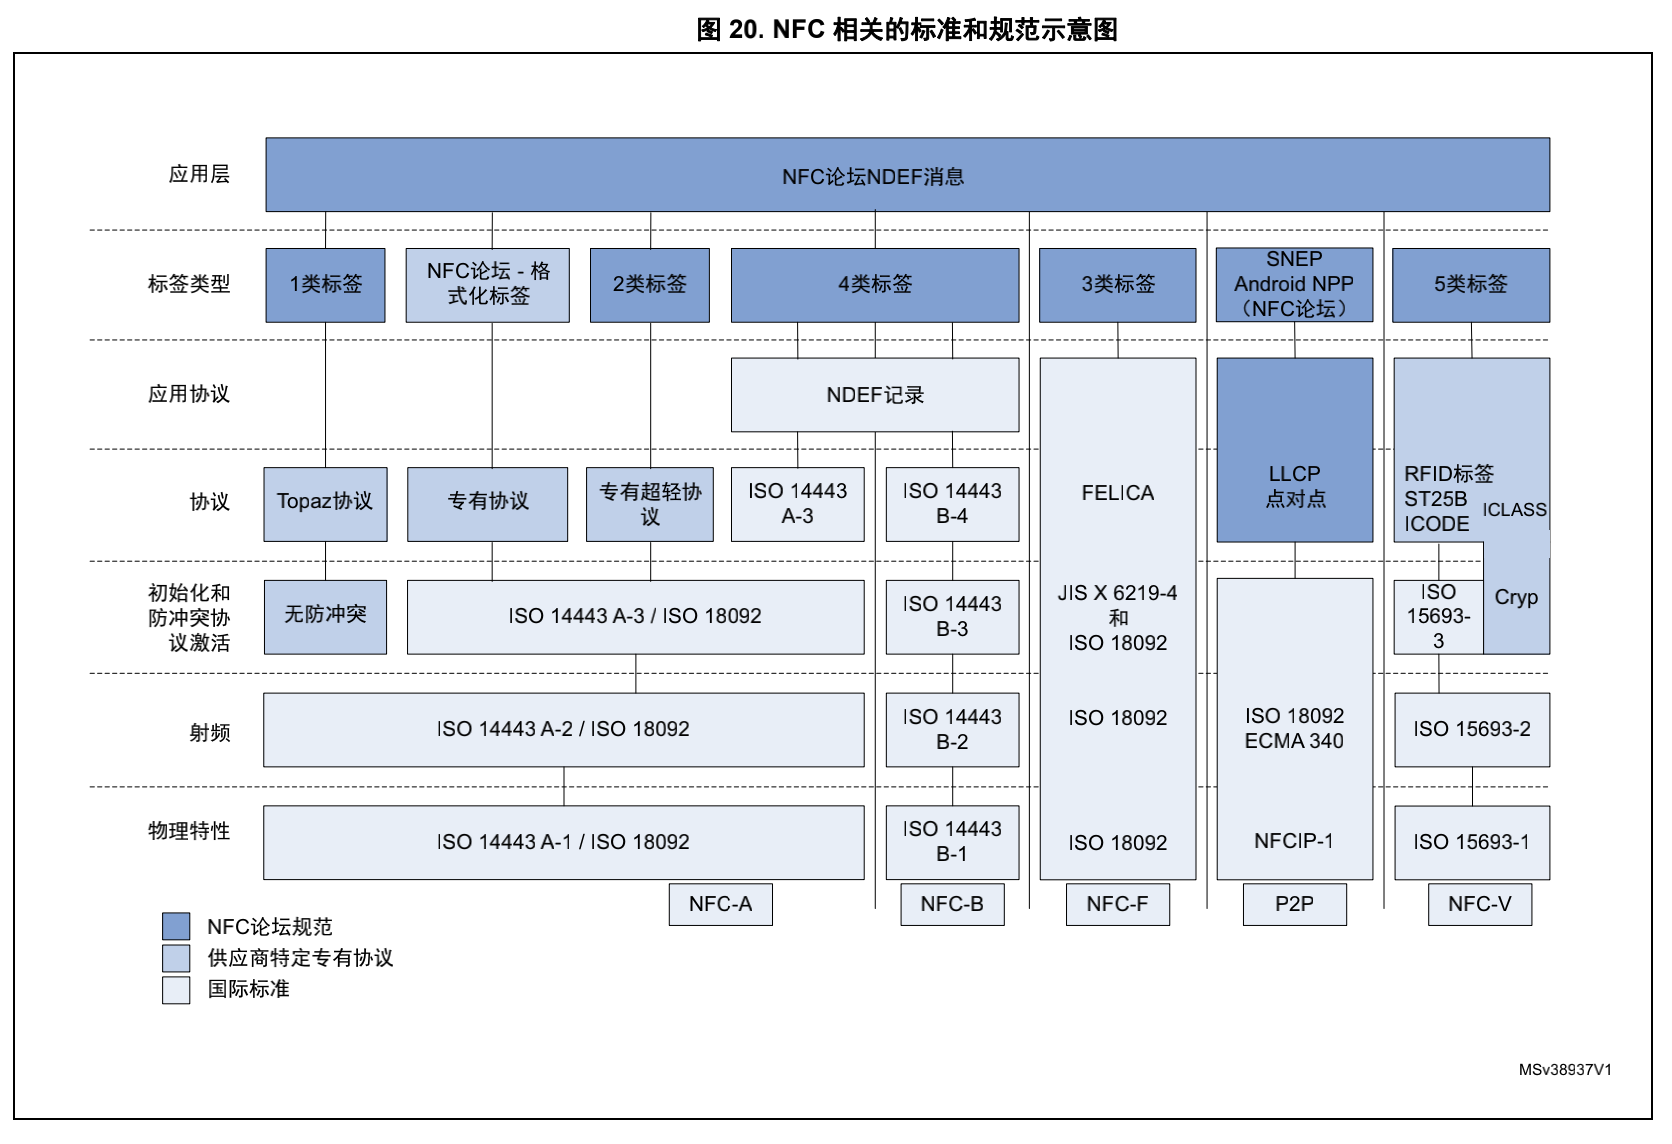 图 20. NFC 相关的标准和规范示意图
应用层
NFC论坛NDEF消息
标签类型
1类标签
NFC论坛 - 格
式化标签
2类标签
4类标签
3类标签
SNEP
Android NPP
（NFC论坛）
5类标签
应用协议
NDEF记录
协议
Topaz协议
专有协议
专有超轻协
议
ISO 14443
A-3
ISO 14443
B-4
FELICA
LLCP
点对点
RFID标签
ST25B
ICODE
ICLASS
初始化和
防冲突协
议激活
无防冲突
ISO 14443 A-3 / ISO 18092
ISO 14443
B-3
JIS X 6219-4
和
ISO 18092
ISO
15693-
3
Cryp
射频
ISO 14443 A-2 / ISO 18092
ISO 14443
B-2
ISO 18092
ISO 18092
ECMA 340
ISO 15693-2
物理特性
ISO 14443 A-1 / ISO 18092
ISO 14443
B-1
ISO 18092
NFCIP-1
ISO 15693-1
NFC-A
NFC-B
NFC-F
P2P
NFC-V
NFC论坛规范
供应商特定专有协议
国际标准
MSv38937V1